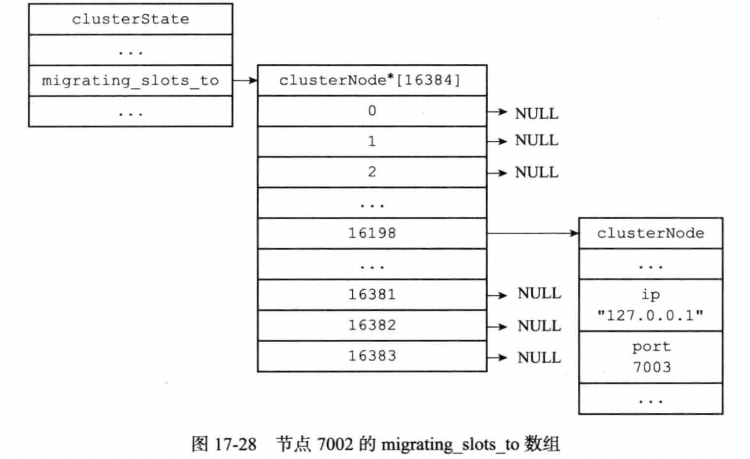 clusterState
...
migrating_slots_to
...
clusterNode*[16384]
0
NULL
1
NULL
2
NULL
...
16198
...
16381
NULL
16382
NULL
16383
NULL
clusterNode
...
ip
"127.0.0.1"
port
7003
...
图 17-28 节点 7002 的 migrating_slots_to 数组